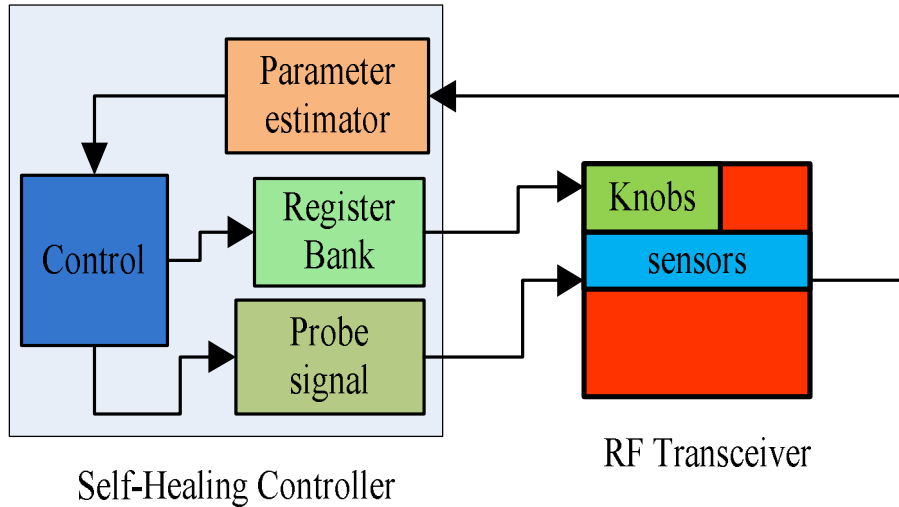 Parameter
estimator
Control
Register
Bank
Probe
signal
Knobs
sensors
RF Transceiver
Self-Healing Controller